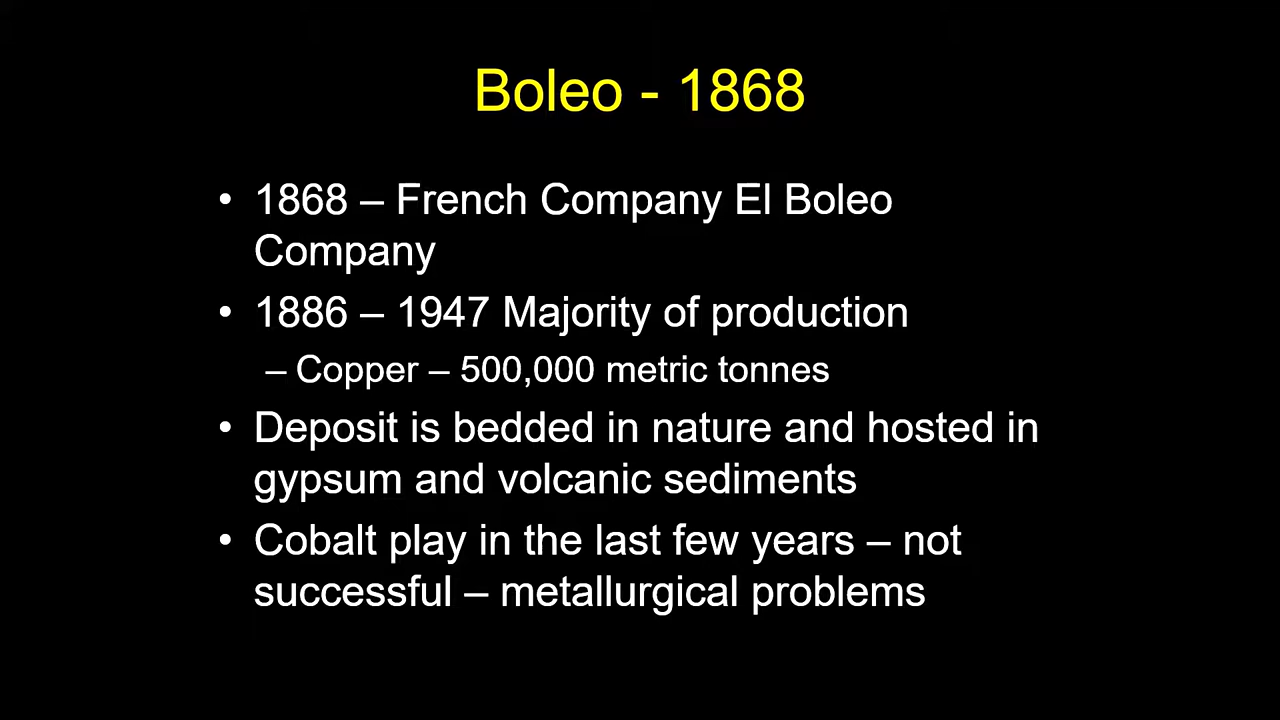 Boleo - 1868
• 1868 – French Company El Boleo
Company
• 1886 – 1947 Majority of production
– Copper – 500,000 metric tonnes
• Deposit is bedded in nature and hosted in
gypsum and volcanic sediments
• Cobalt play in the last few years – not
successful – metallurgical problems